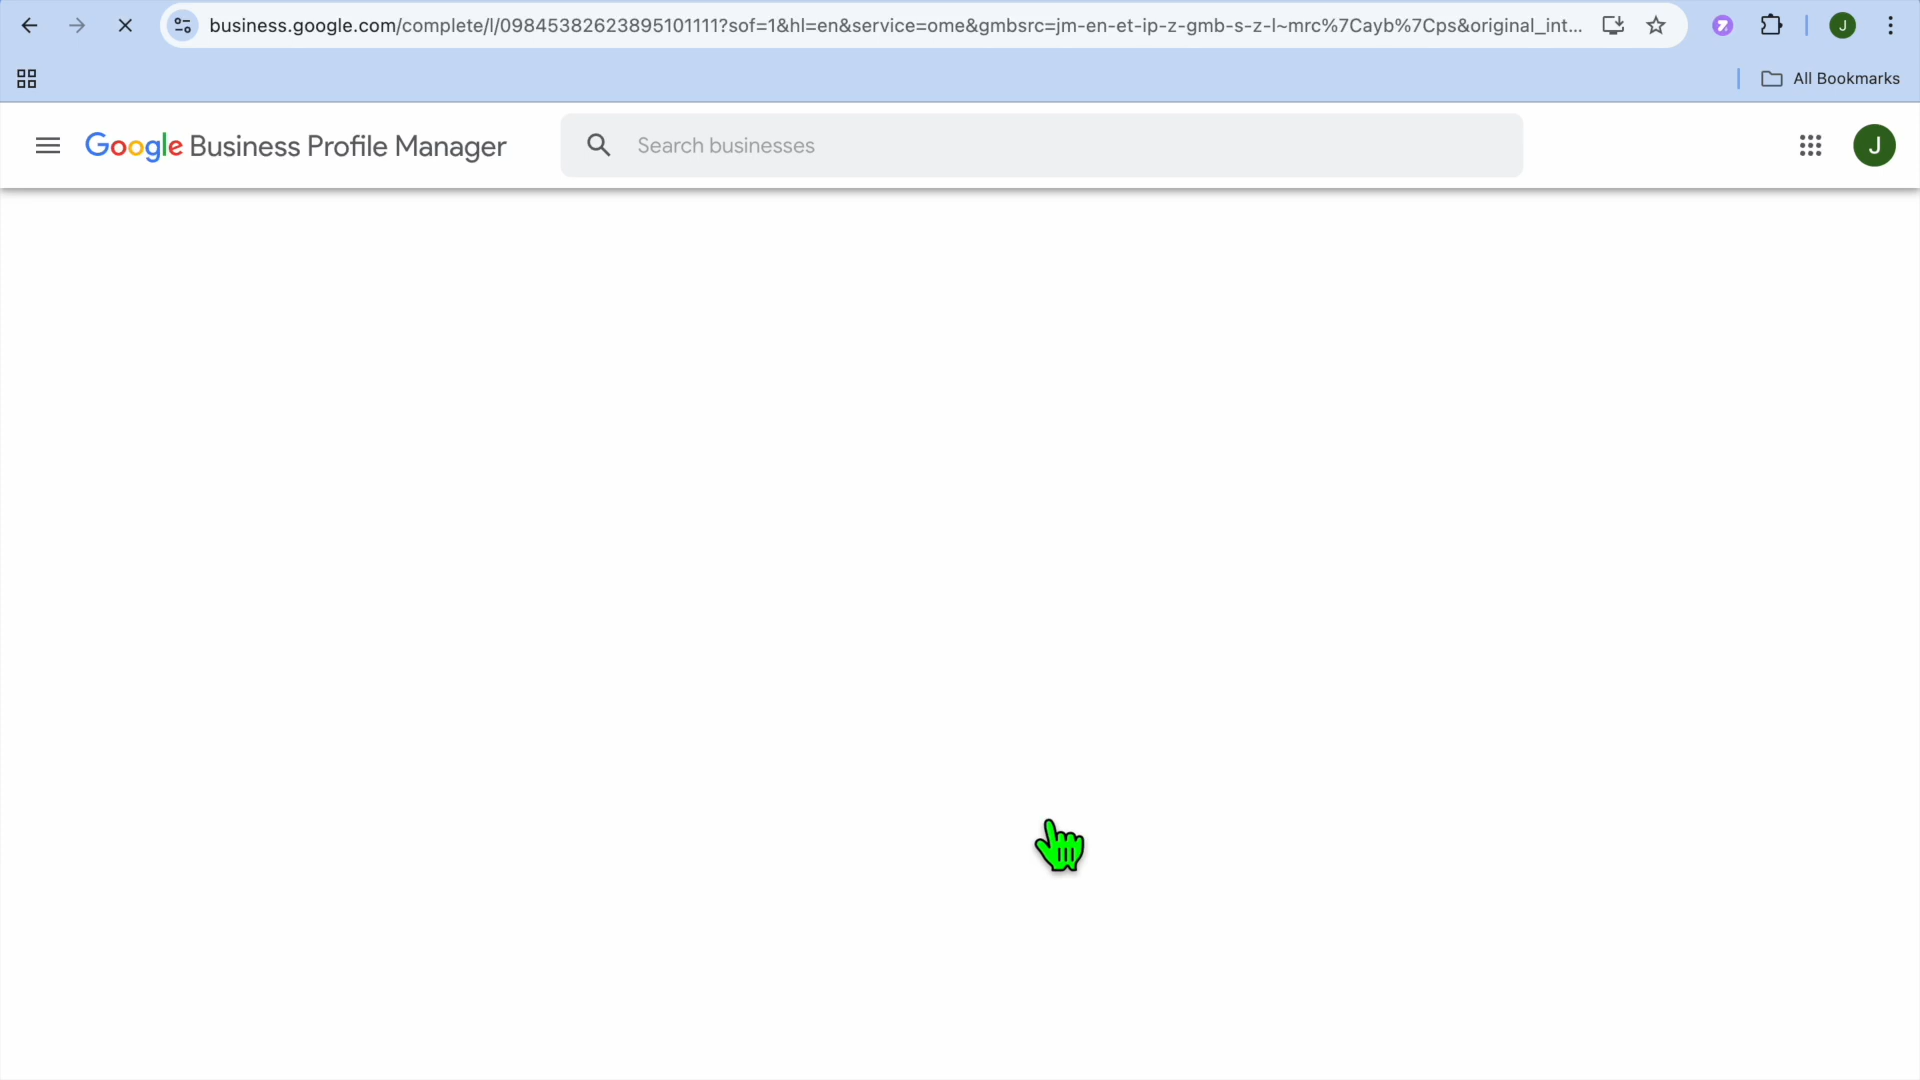 business.google.com/complete/l/09845382623895101111?sof=1&hl=en&service=ome&gmbsrc=jm-en-et-ip-z-gmb-s-z-l~mrc%7Cayb%7Cps&original_int...
J
All Bookmarks
Google Business Profile Manager
Search businesses
J